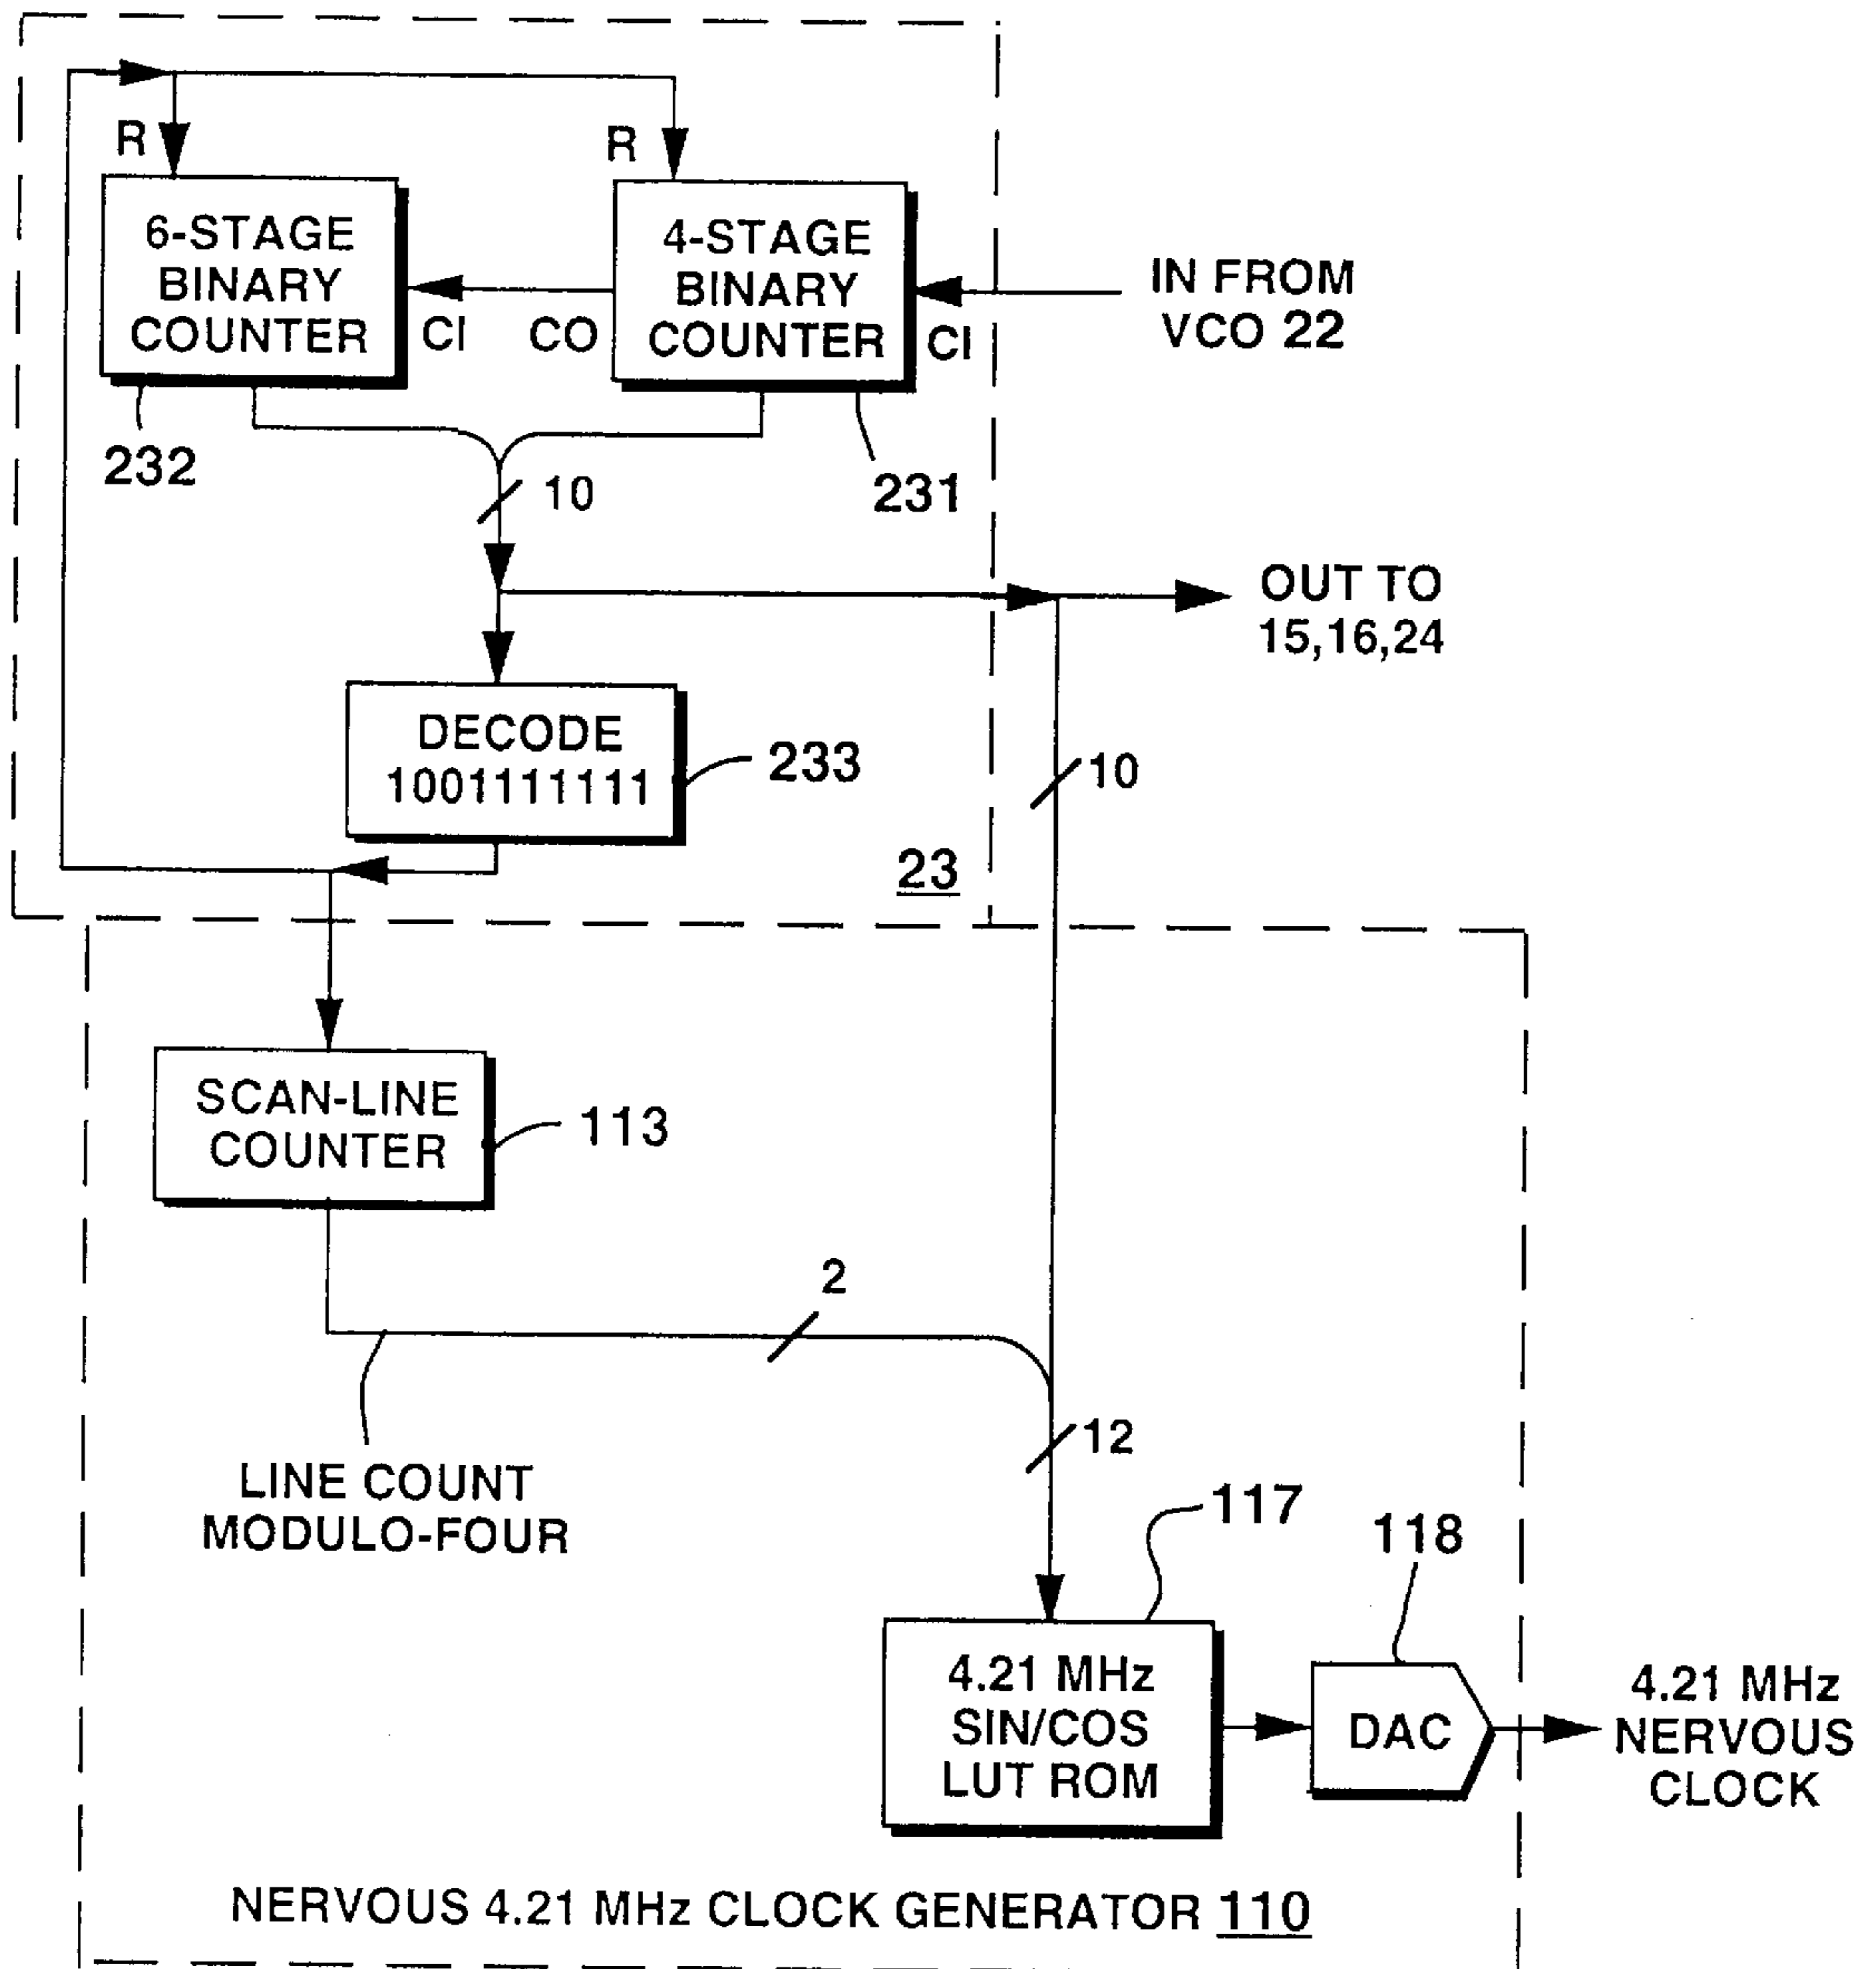 R
R
6-STAGE
BINARY
COUNTER
4-STAGE
BINARY
COUNTER
CI
CO
CI
IN FROM
VCO 22
232
231
10
OUT TO
15,16,24
DECODE
1001111111
233
10
23
SCAN-LINE
COUNTER
113
2
LINE COUNT
MODULO-FOUR
12
117
118
4.21 MHz
SIN/COS
LUT ROM
DAC
4.21 MHz
NERVOUS
CLOCK
NERVOUS 4.21 MHz CLOCK GENERATOR 110